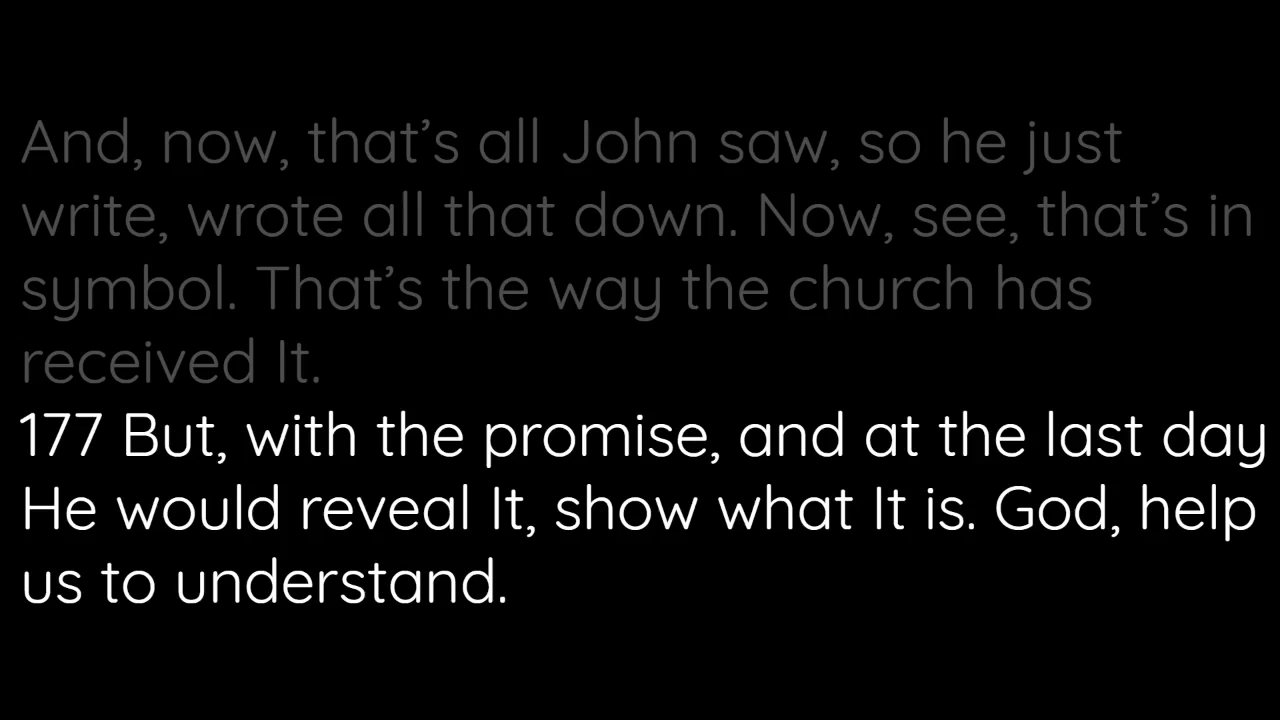 And, now, that’s all John saw, so he just
write, wrote all that down. Now, see, that’s in
symbol. That’s the way the church has
received It.
177 But, with the promise, and at the last day
He would reveal It, show what It is. God, help
us to understand.